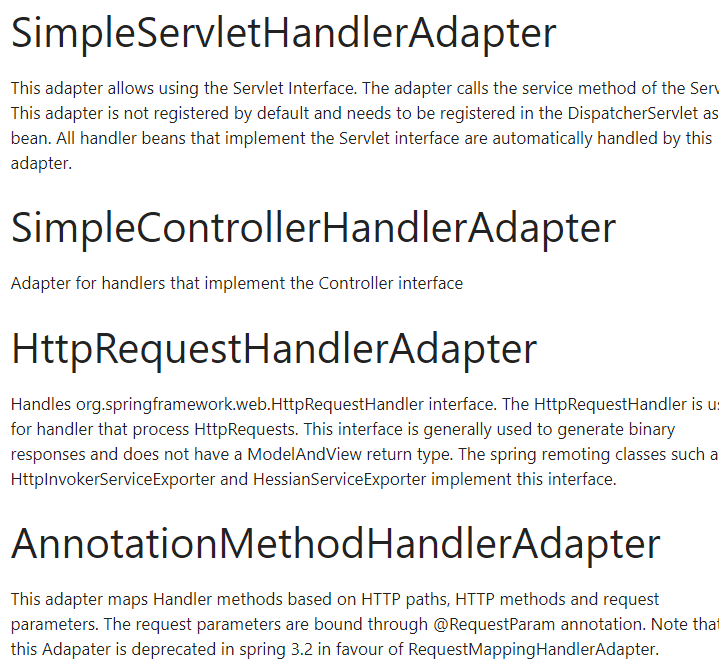 SimpleServletHandlerAdapter
This adapter allows using the Servlet Interface. The adapter calls the service method of the
This adapter is not registered by default and needs to be registered in the DispatcherServlet as
bean. All handler beans that implement the Servlet interface are automatically handled by this
adapter.
SimpleControllerHandlerAdapter
Adapter for handlers that implement the Controller interface
HttpRequestHandlerAdapter
Handles org.springframework.web.HttpRequestHandler interface. The HttpRequestHandler is
for handler that process HttpRequests. This interface is generally used to generate binary
responses and does not have a ModelAndView return type. The spring remoting classes such a
HttpInvokerServiceExporter and HessianServiceExporter implement this interface.
AnnotationMethodHandlerAdapter
This adapter maps Handler methods based on HTTP paths, HTTP methods and request
parameters. The request parameters are bound through @RequestParam annotation. Note that
this Adapater is deprecated in spring 3.2 in favour of RequestMappingHandlerAdapter.